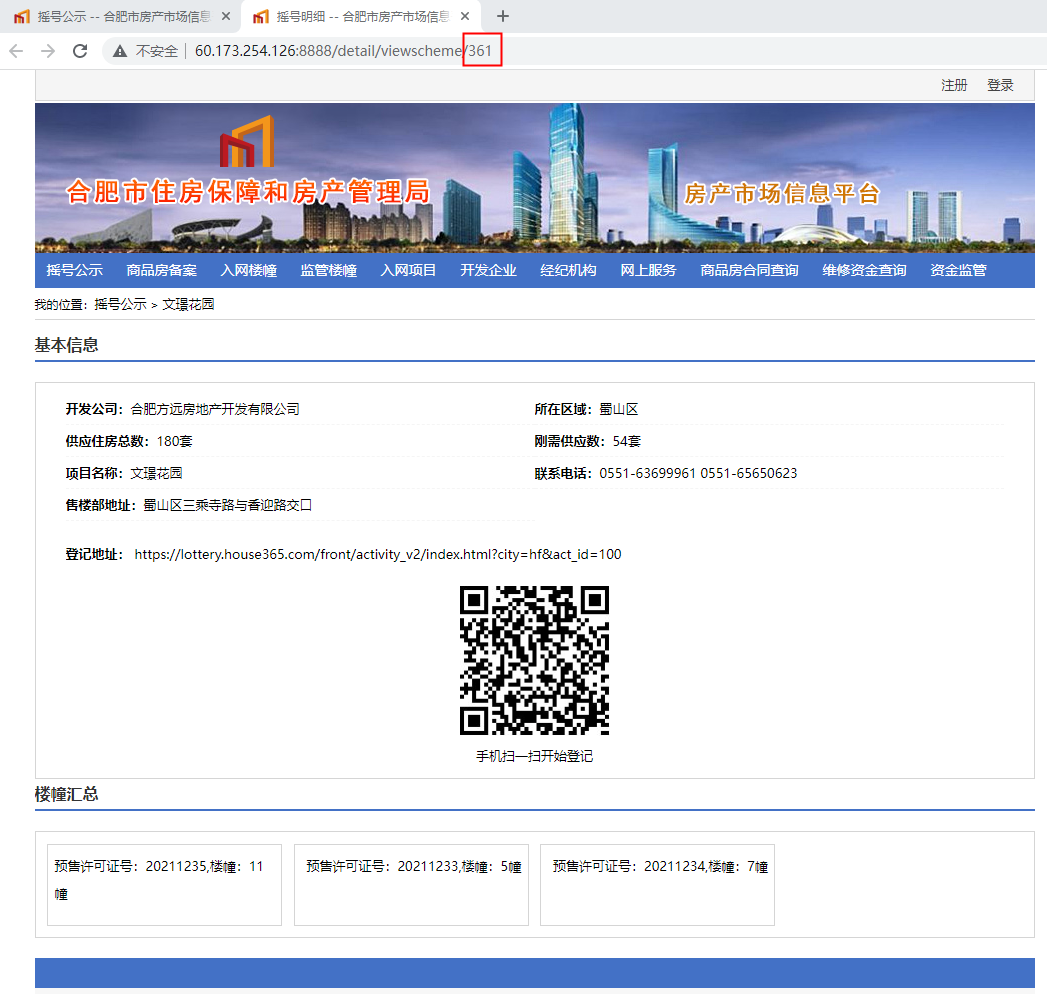 摇号公示 -- 合肥市房产市场信息
摇号明细 -- 合肥市房产市场信息
不安全 60.173.254.126:8888/detail/viewscheme/361
注册 登录
合肥市住房保障和房产管理局
房产市场信息平台
摇号公示 商品房备案 入网楼幢 监管楼幢 入网项目 开发企业 经纪机构 网上服务 商品房合同查询 维修资金查询 资金监管
我的位置：摇号公示 > 文璟花园
基本信息
开发公司：合肥方远房地产开发有限公司 所在区域：蜀山区
供应住房总数：180套 刚需供应数：54套
项目名称：文璟花园 联系电话：0551-63699961 0551-65650623
售楼部地址：蜀山区三乘寺路与香迎路交口
登记地址： https://lottery.house365.com/front/activity_v2/index.html?city=hf&act_id=100
手机扫一扫开始登记
楼幢汇总
预售许可证号：20211235,楼幢：11
幢
预售许可证号：20211233,楼幢：5幢
预售许可证号：20211234,楼幢：7幢